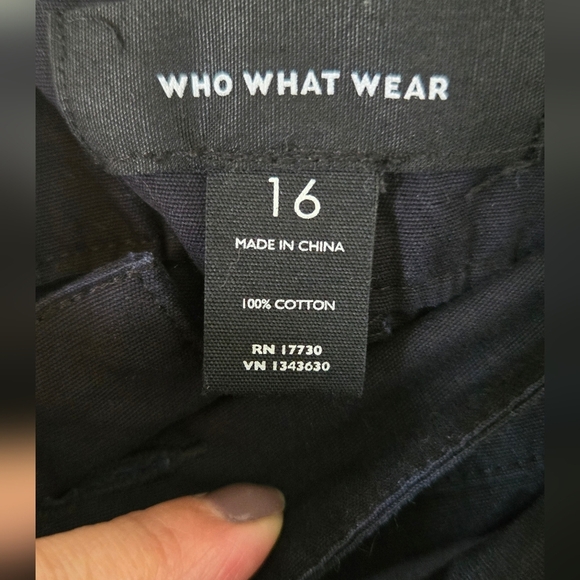 WHO WHAT WEAR
16
MADE IN CHINA
100% COTTON
RN 17730
VN 1343630